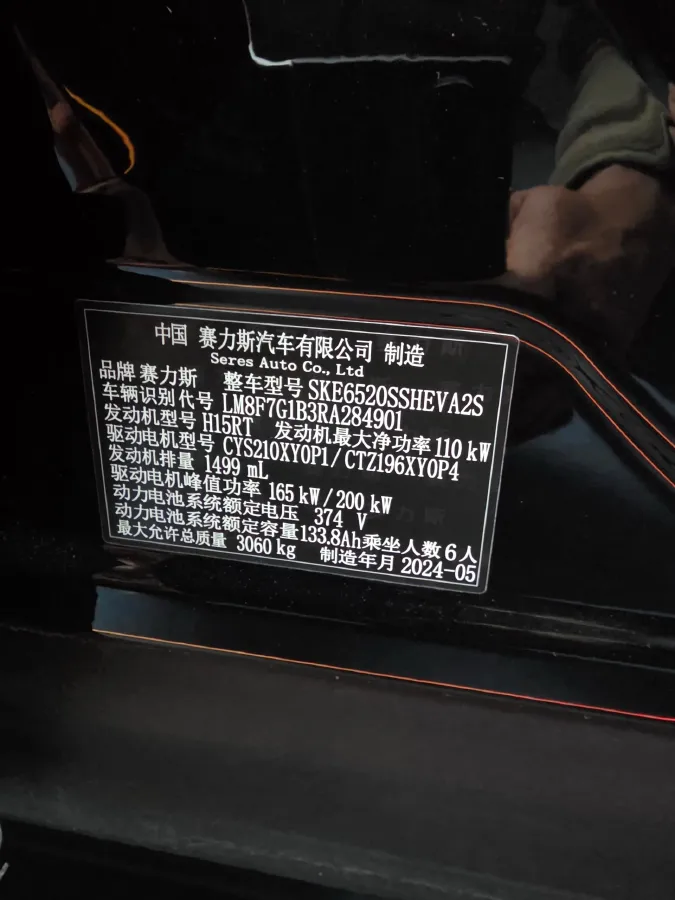 中国 赛力斯汽车有限公司 制造
Seres Auto Co., Ltd
品牌 赛力斯 整车型号 SKE6520SSHEVA2S
车辆识别代号 LM8F7G1B3RA284901
发动机型号 H15RT 发动机最大净功率 110 kW
驱动电机型号 CYS210XY0P1/CTZ196XY0P4
发动机排量 1499 mL
驱动电机峰值功率 165 kW/200 kW
动力电池系统额定电压 374 V
动力电池系统额定容量 133.8Ah 乘坐人数 6人
最大允许总质量 3060 kg 制造年月 2024-05